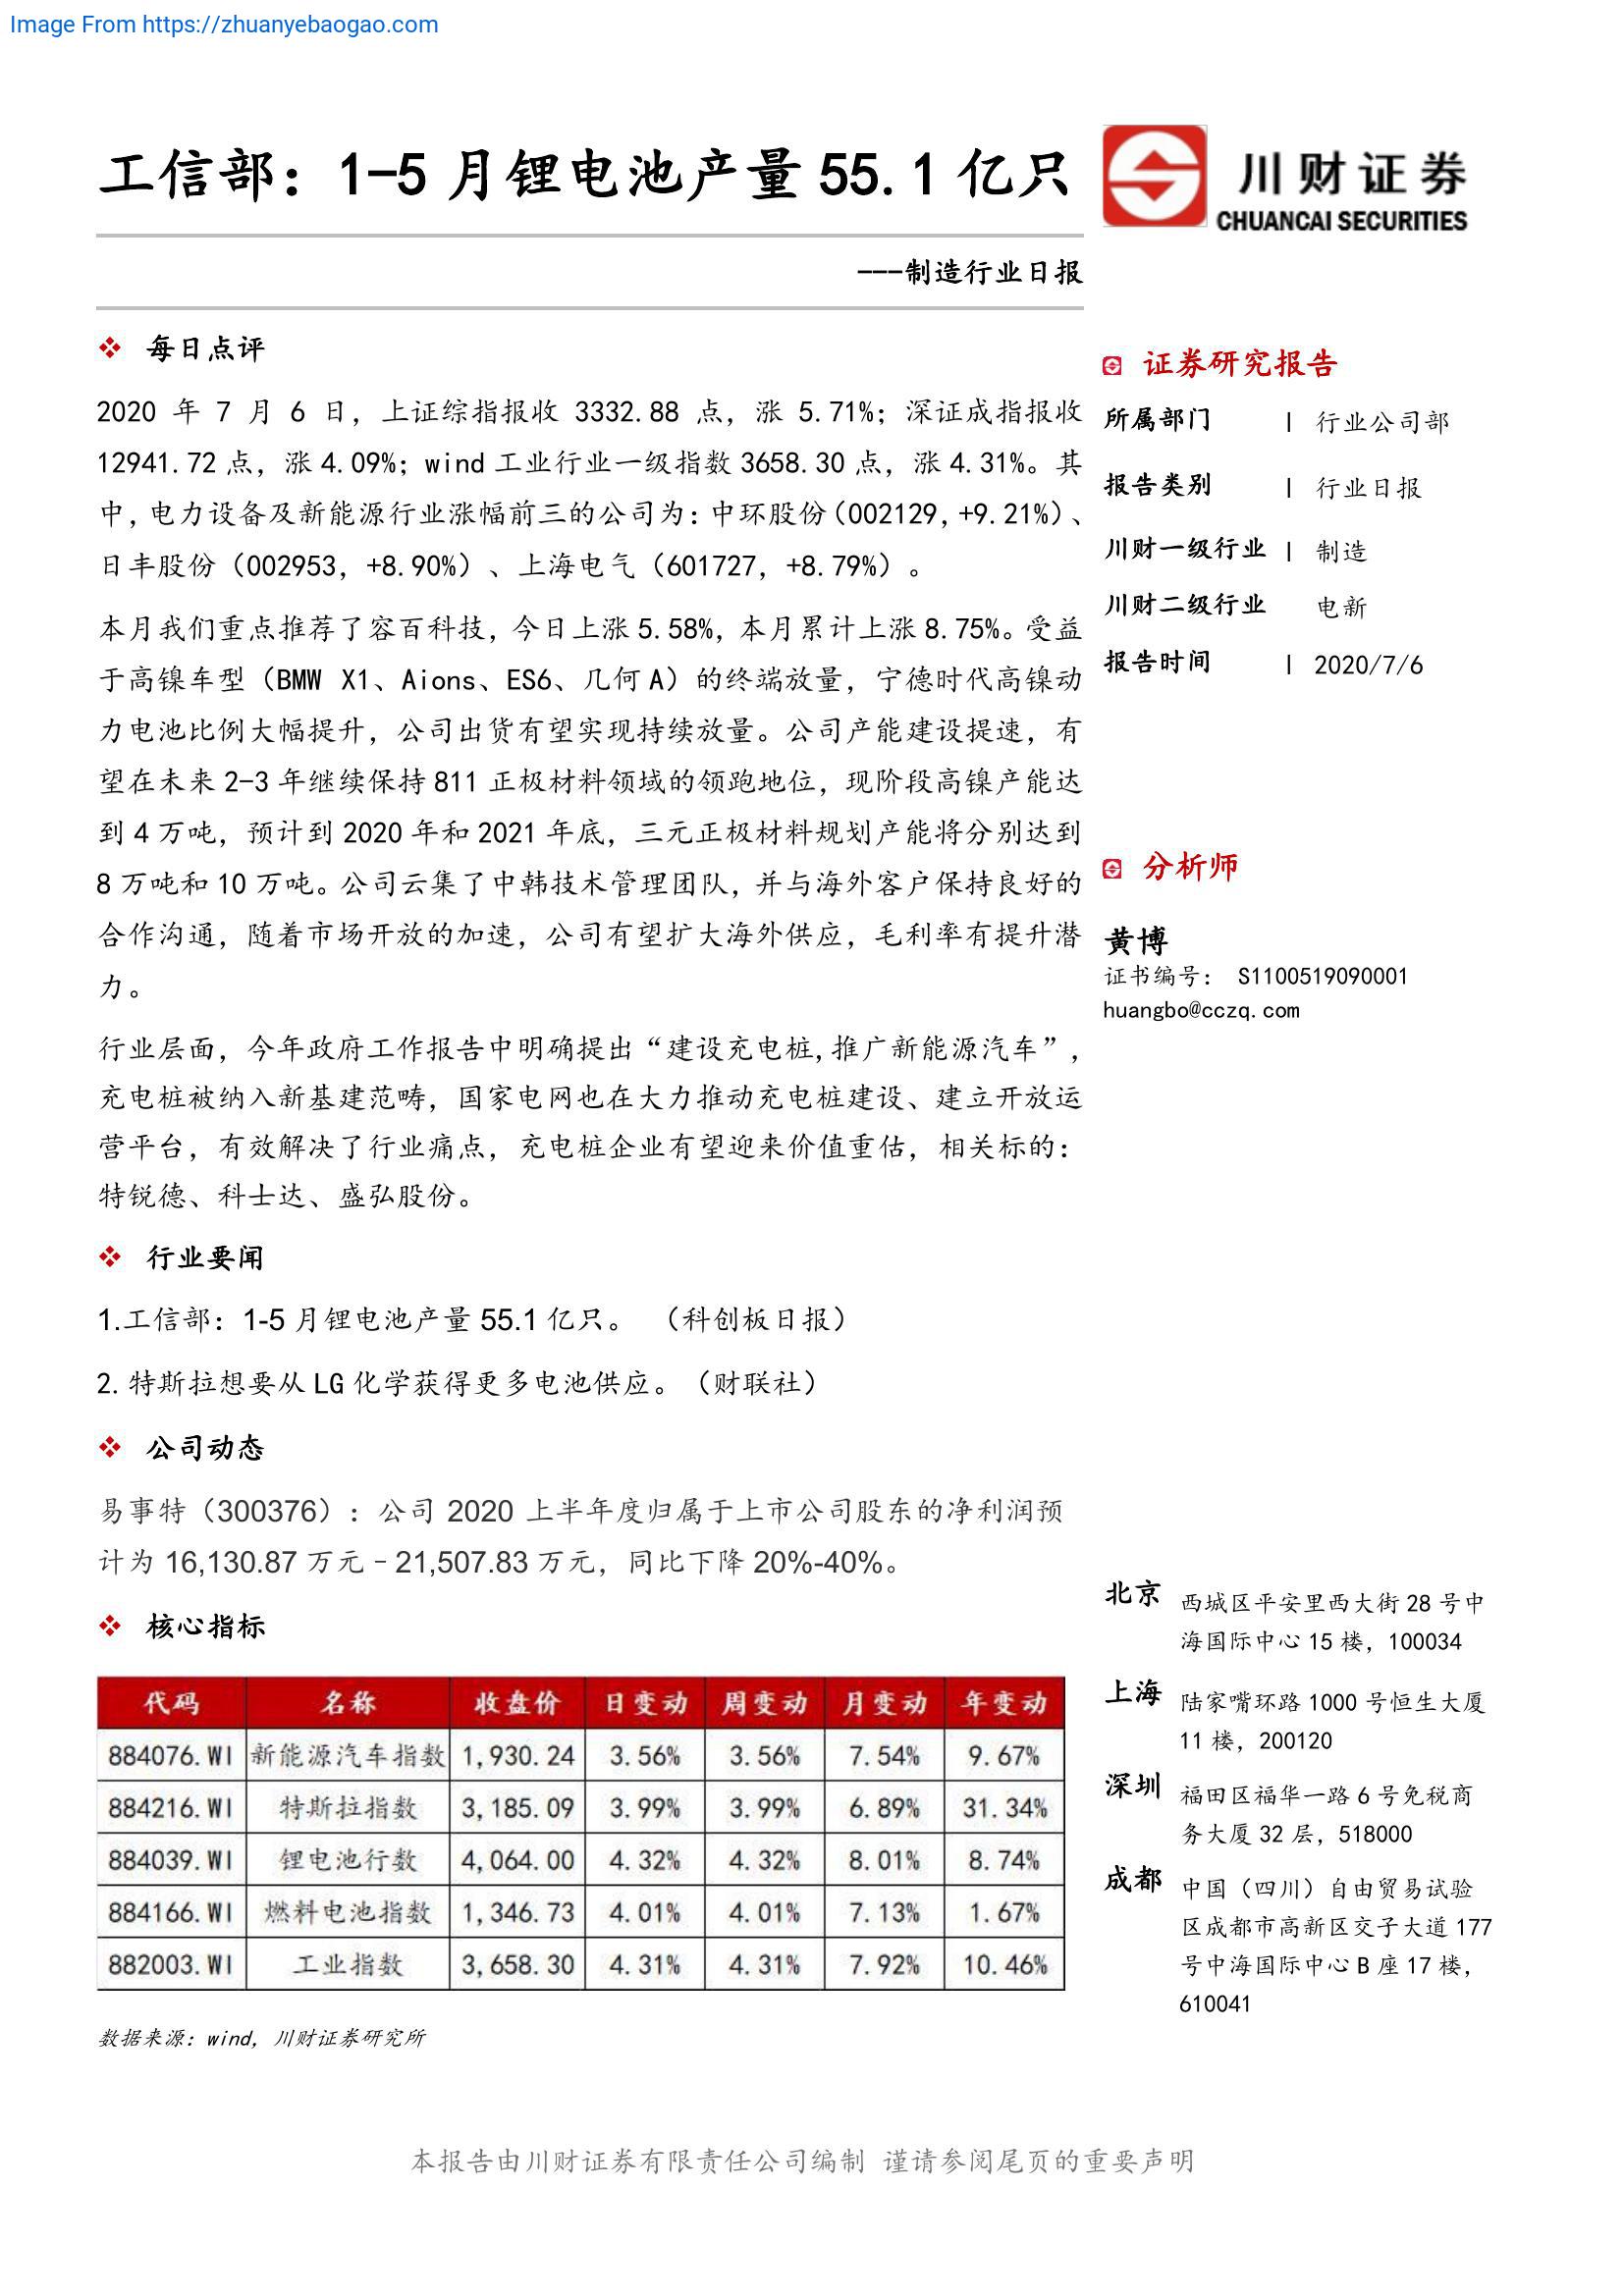 Image From https://zhuanyebaogao.com
工信部：1-5 月锂电池产量 55.1 亿只
川财证券
CHUANCAI SECURITIES
---制造行业日报
每日点评
2020 年 7 月 6 日，上证综指报收 3332.88 点，涨 5.71%；深证成指报收
12941.72 点，涨 4.09%；wind 工业行业一级指数 3658.30 点，涨 4.31%。其
中，电力设备及新能源行业涨幅前三的公司为：中环股份（002129，+9.21%）、
日丰股份（002953，+8.90%）、上海电气（601727，+8.79%）。
本月我们重点推荐了容百科技，今日上涨 5.58%，本月累计上涨 8.75%。受益
于高镍车型（BMW X1、Aions、ES6、几何 A）的终端放量，宁德时代高镍动
力电池比例大幅提升，公司出货有望实现持续放量。公司产能建设提速，有
望在未来 2-3 年继续保持 811 正极材料领域的领跑地位，现阶段高镍产能达
到 4 万吨，预计到 2020 年和 2021 年底，三元正极材料规划产能将分别达到
8 万吨和 10 万吨。公司云集了中韩技术管理团队，并与海外客户保持良好的
合作沟通，随着市场开放的加速，公司有望扩大海外供应，毛利率有提升潜
力。
行业层面，今年政府工作报告中明确提出“建设充电桩,推广新能源汽车”，
充电桩被纳入新基建范畴，国家电网也在大力推动充电桩建设、建立开放运
营平台，有效解决了行业痛点，充电桩企业有望迎来价值重估，相关标的：
特锐德、科士达、盛弘股份。
行业要闻
1.工信部：1-5 月锂电池产量 55.1 亿只。 （科创板日报）
2. 特斯拉想要从 LG 化学获得更多电池供应。（财联社）
公司动态
易事特（300376）：公司 2020 上半年度归属于上市公司股东的净利润预
计为 16,130.87 万元–21,507.83 万元，同比下降 20%-40%。
核心指标
代码 名称 收盘价 日变动 周变动 月变动 年变动
884076.WI 新能源汽车指数 1,930.24 3.56% 3.56% 7.54% 9.67%
884216.WI 特斯拉指数 3,185.09 3.99% 3.99% 6.89% 31.34%
884039.WI 锂电池行数 4,064.00 4.32% 4.32% 8.01% 8.74%
884166.WI 燃料电池指数 1,346.73 4.01% 4.01% 7.13% 1.67%
882003.WI 工业指数 3,658.30 4.31% 4.31% 7.92% 10.46%
数据来源：wind，川财证券研究所
证券研究报告
所属部门 | 行业公司部
报告类别 | 行业日报
川财一级行业 | 制造
川财二级行业 电新
报告时间 | 2020/7/6
分析师
黄博
证书编号： S1100519090001
huangbo@cczq.com
北京 西城区平安里西大街 28 号中
海国际中心 15 楼，100034
上海 陆家嘴环路 1000 号恒生大厦
11 楼，200120
深圳 福田区福华一路 6 号免税商
务大厦 32 层，518000
成都 中国（四川）自由贸易试验
区成都市高新区交子大道 177
号中海国际中心 B 座 17 楼，
610041
本报告由川财证券有限责任公司编制 谨请参阅尾页的重要声明